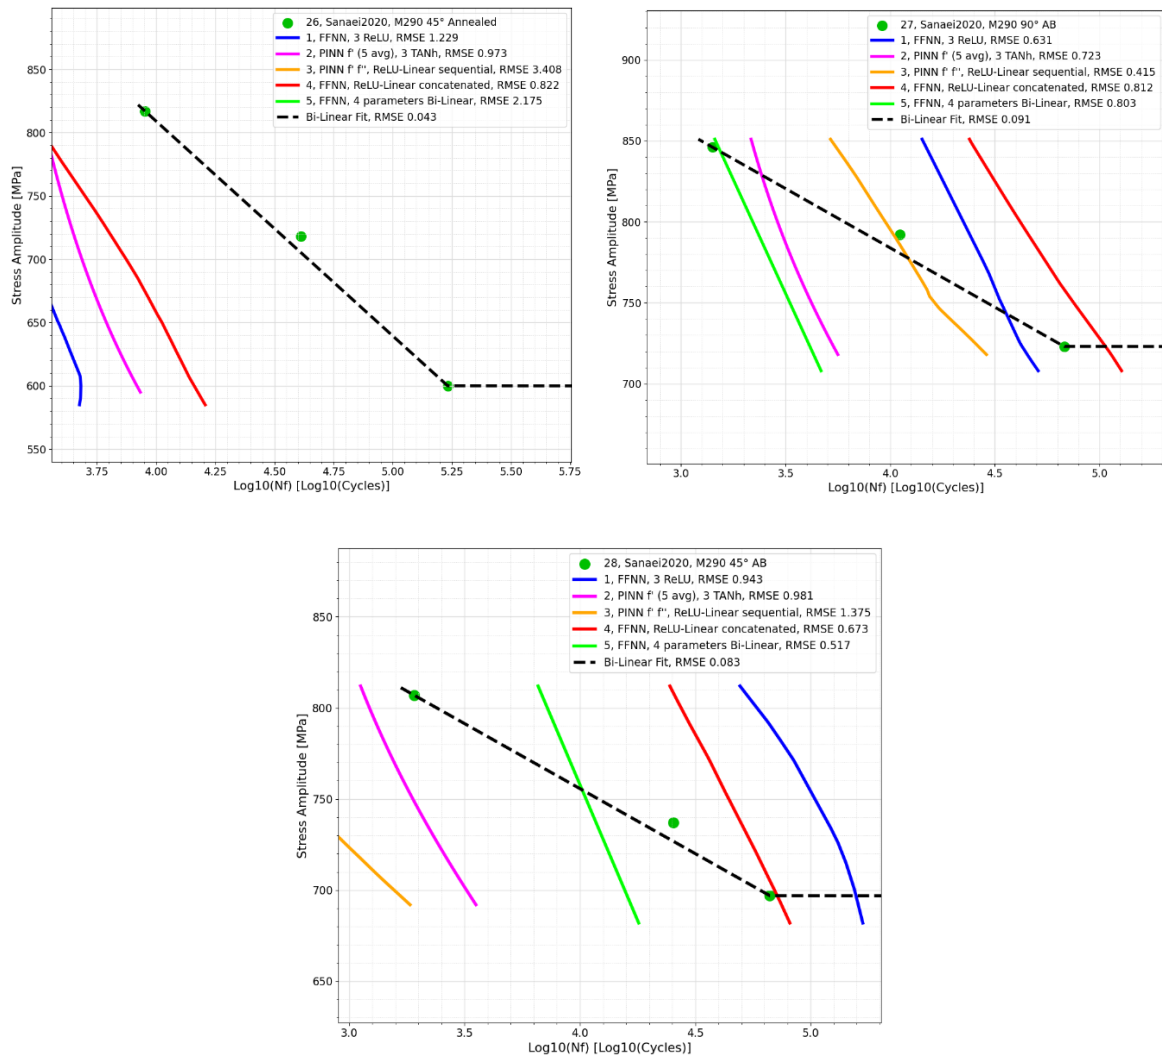 26, Sanaei2020, M290 45° Annealed
1, FFNN, 3 ReLU, RMSE 1.229
2, PINN f' (5 avg), 3 TANh, RMSE 0.973
3, PINN f' f'', ReLU-Linear sequential, RMSE 3.408
4, FFNN, ReLU-Linear concatenated, RMSE 0.822
5, FFNN, 4 parameters Bi-Linear, RMSE 2.175
Bi-Linear Fit, RMSE 0.043
Stress Amplitude [MPa]
850
800
750
700
650
600
550
3.75 4.00 4.25 4.50 4.75 5.00 5.25 5.50 5.75
Log10(Nf) [Log10(Cycles)]
27, Sanaei2020, M290 90° AB
1, FFNN, 3 ReLU, RMSE 0.631
2, PINN f' (5 avg), 3 TANh, RMSE 0.723
3, PINN f' f'', ReLU-Linear sequential, RMSE 0.415
4, FFNN, ReLU-Linear concatenated, RMSE 0.812
5, FFNN, 4 parameters Bi-Linear, RMSE 0.803
Bi-Linear Fit, RMSE 0.091
Stress Amplitude [MPa]
900
850
800
750
700
3.0 3.5 4.0 4.5 5.0
Log10(Nf) [Log10(Cycles)]
28, Sanaei2020, M290 45° AB
1, FFNN, 3 ReLU, RMSE 0.943
2, PINN f' (5 avg), 3 TANh, RMSE 0.981
3, PINN f' f'', ReLU-Linear sequential, RMSE 1.375
4, FFNN, ReLU-Linear concatenated, RMSE 0.673
5, FFNN, 4 parameters Bi-Linear, RMSE 0.517
Bi-Linear Fit, RMSE 0.083
Stress Amplitude [MPa]
850
800
750
700
650
3.0 3.5 4.0 4.5 5.0
Log10(Nf) [Log10(Cycles)]